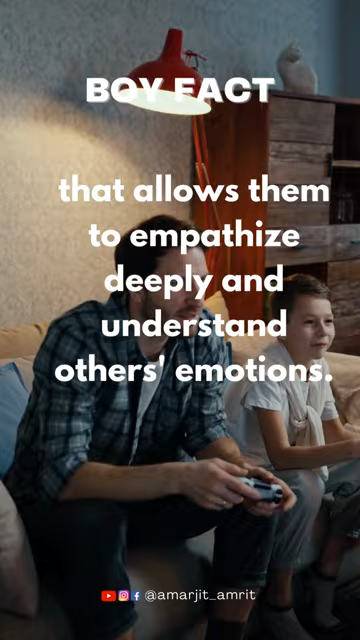 BOY FACT
that allows them
to empathize
deeply and
understand
others' emotions.
@amarjit_amrit